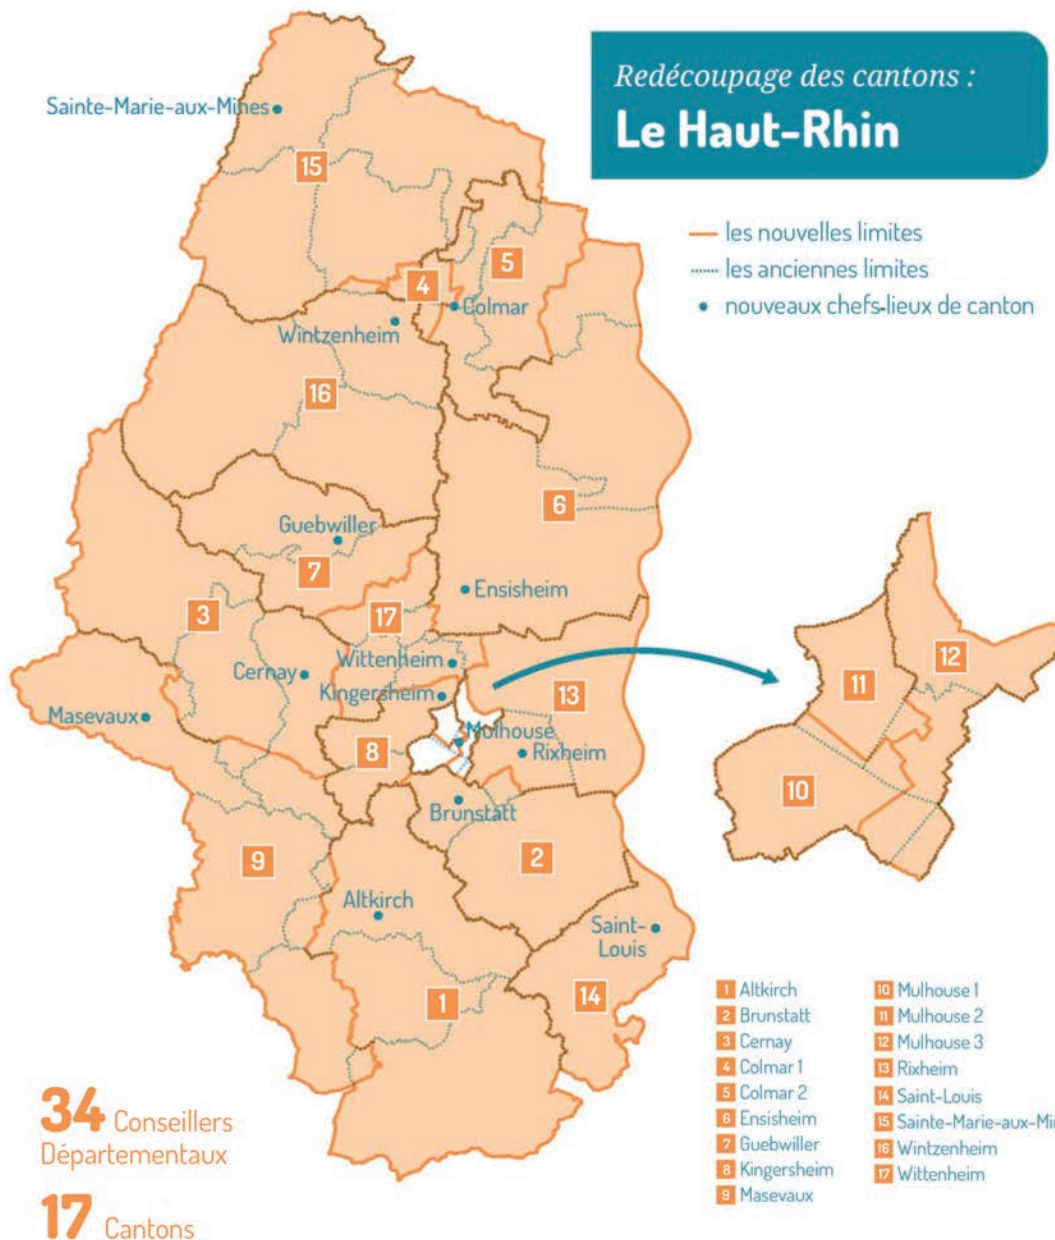 Redécoupage des cantons :
Le Haut-Rhin
les nouvelles limites
les anciennes limites
nouveaux chefs-lieux de canton
Sainte-Marie-aux-Mines
15
5
4
Colmar
Wintzenheim
16
6
Guebwiller
7
Ensisheim
3
17
Wittenheim
Cernay
Kingersheim
13
Masevaux
Mulhouse
8
Rixheim
Brunstatt
2
9
Altkirch
Saint-
Louis
1
14
12
11
10
1 Altkirch
2 Brunstatt
3 Cernay
4 Colmar 1
5 Colmar 2
6 Ensisheim
7 Guebwiller
8 Kingersheim
9 Masevaux
10 Mulhouse 1
11 Mulhouse 2
12 Mulhouse 3
13 Rixheim
14 Saint-Louis
15 Sainte-Marie-aux-Mi
16 Wintzenheim
17 Wittenheim
34 Conseillers
Départementaux
17 Cantons